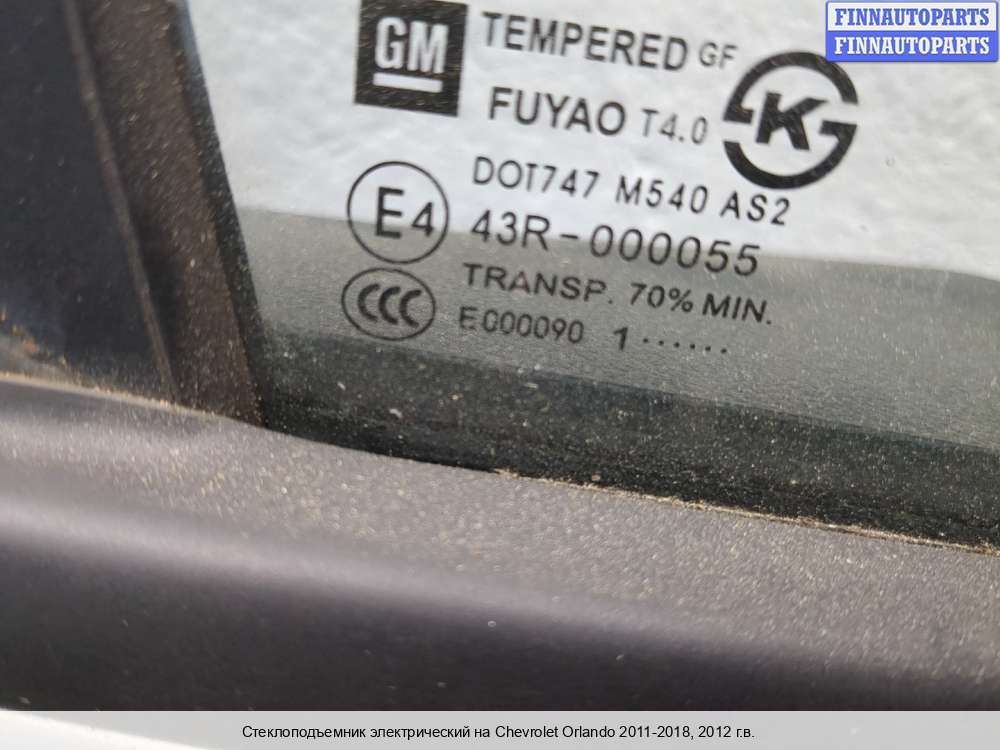 FINNAUTOPARTS
FINNAUTOPARTS
GM TEMPERED GF
FUYAO T4.0
K
DOT747 M540 AS2
E4 43R-000055
TRANSP. 70% MIN.
CCC E000090 1······
Стеклоподъемник электрический на Chevrolet Orlando 2011-2018, 2012 г.в.